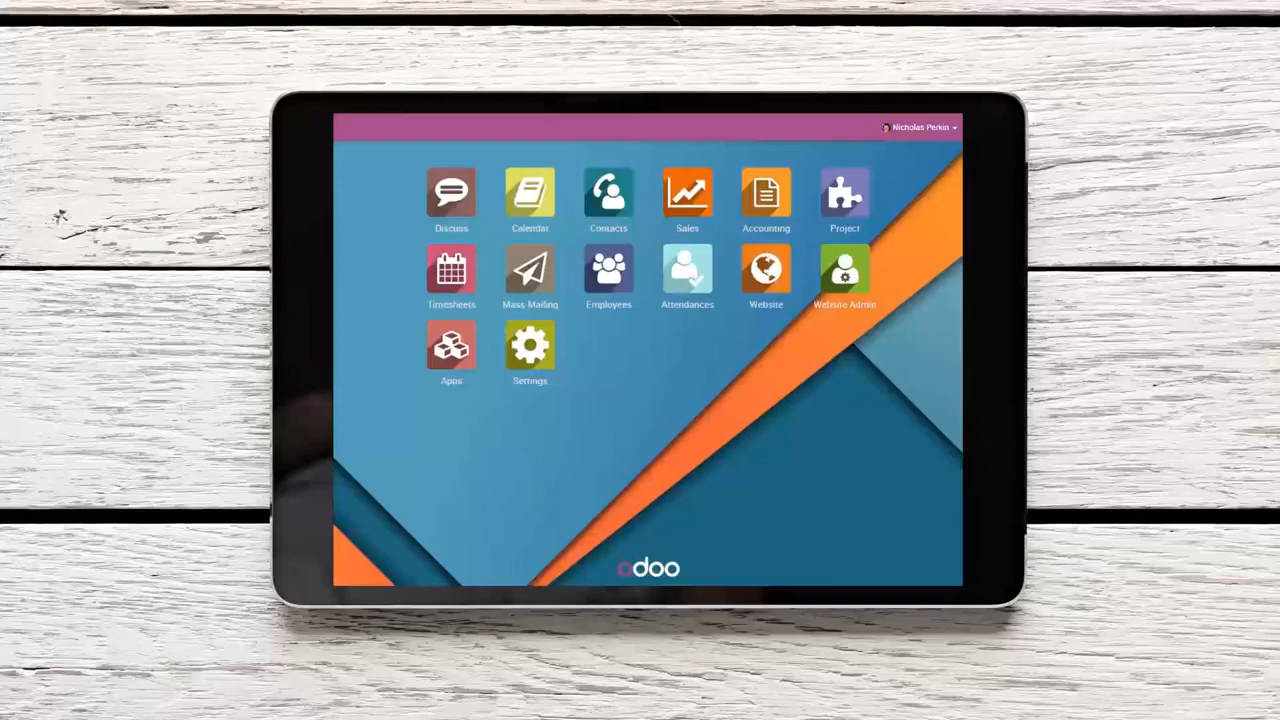 Nicholas Perkin
Discuss Calendar Contacts Sales Accounting Project
Timesheets Mass Mailing Employees Attendances Website Website Admin
Apps Settings
odoo